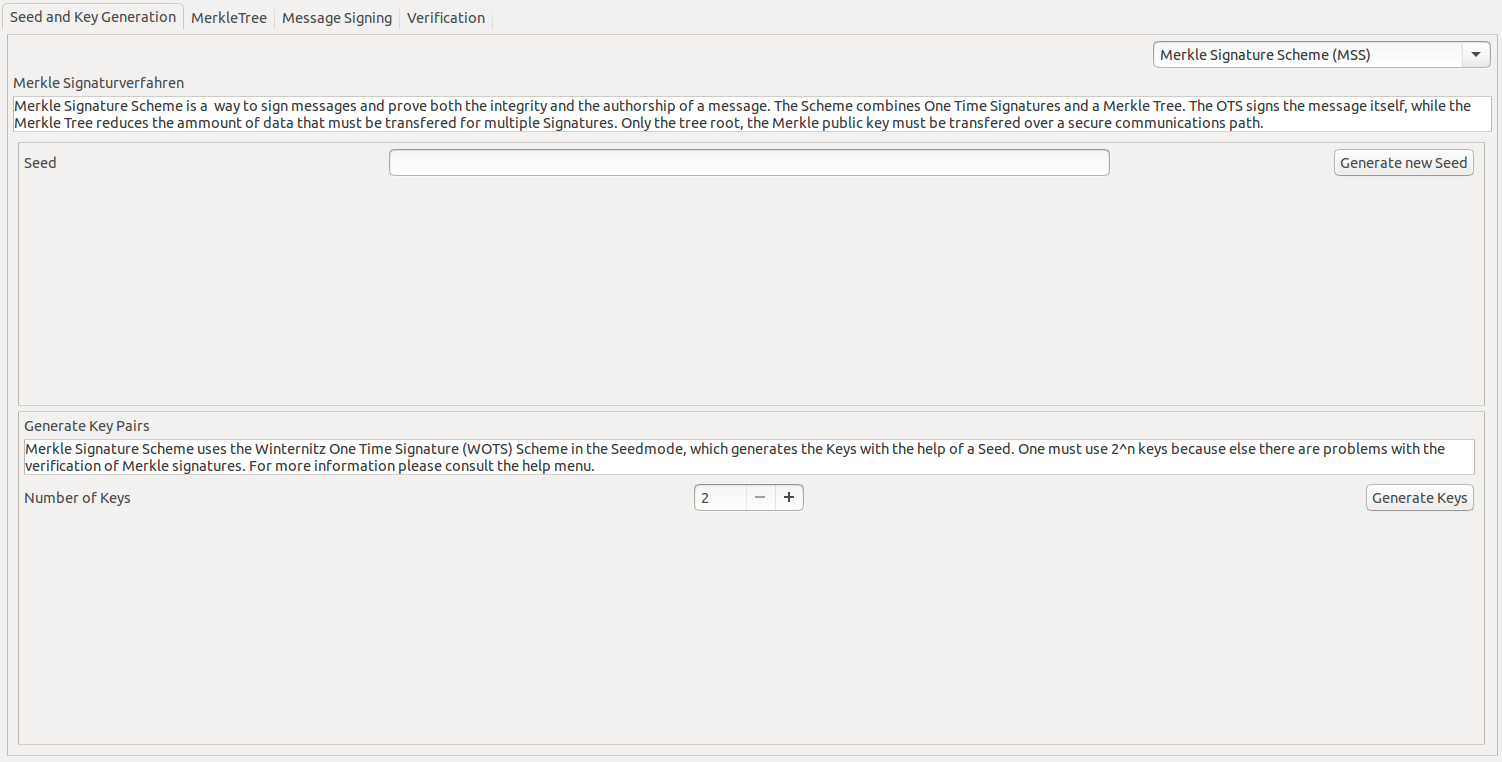 Seed and Key Generation MerkleTree Message Signing Verification
Merkle Signature Scheme (MSS)
Merkle Signaturverfahren
Merkle Signature Scheme is a  way to sign messages and prove both the integrity and the authorship of a message. The Scheme combines One Time Signatures and a Merkle Tree. The OTS signs the message itself, while the
Merkle Tree reduces the ammount of data that must be transfered for multiple Signatures. Only the tree root, the Merkle public key must be transfered over a secure communications path.
Seed Generate new Seed
Generate Key Pairs
Merkle Signature Scheme uses the Winternitz One Time Signature (WOTS) Scheme in the Seedmode, which generates the Keys with the help of a Seed. One must use 2^n keys because else there are problems with the
verification of Merkle signatures. For more information please consult the help menu.
Number of Keys 2 − + Generate Keys